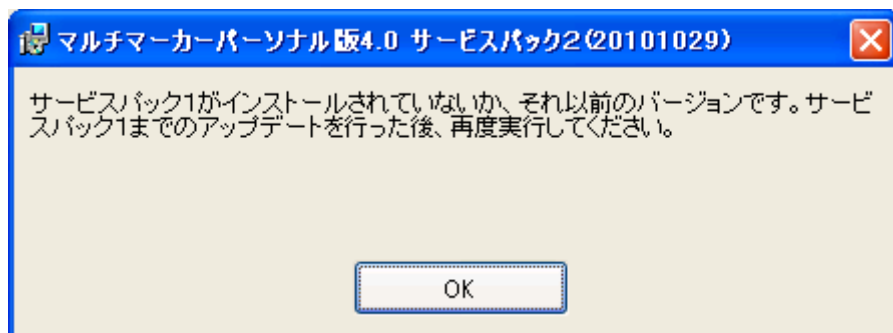 マルチマーカーパーソナル版4.0 サービスパック2(20101029)
サービスパック1がインストールされていないか、それ以前のバージョンです。サービ
スパック1までのアップデートを行った後、再度実行してください。
OK